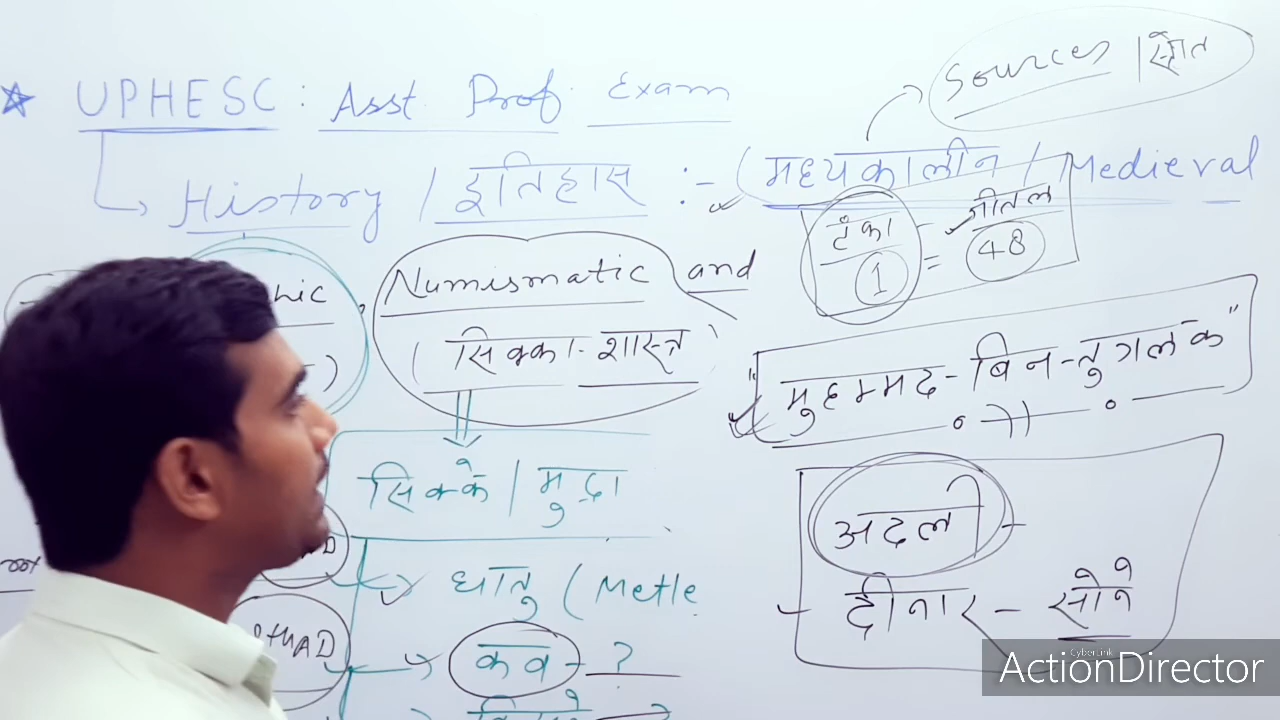 Sources | स्रोत
☆ UPHESC : Asst Prof Exam
History / इतिहास :- ( मध्यकालीन / Medieval
टंका = जीतल
1 = 48
Numismatic and
( सिक्का-शास्त्र )
"मुहम्मद-बिन-तुगलक"
सिक्के / मुद्रा
अदली -
दीनार - सोने
धातु ( Metle
कब - ?
CyberLink
ActionDirector